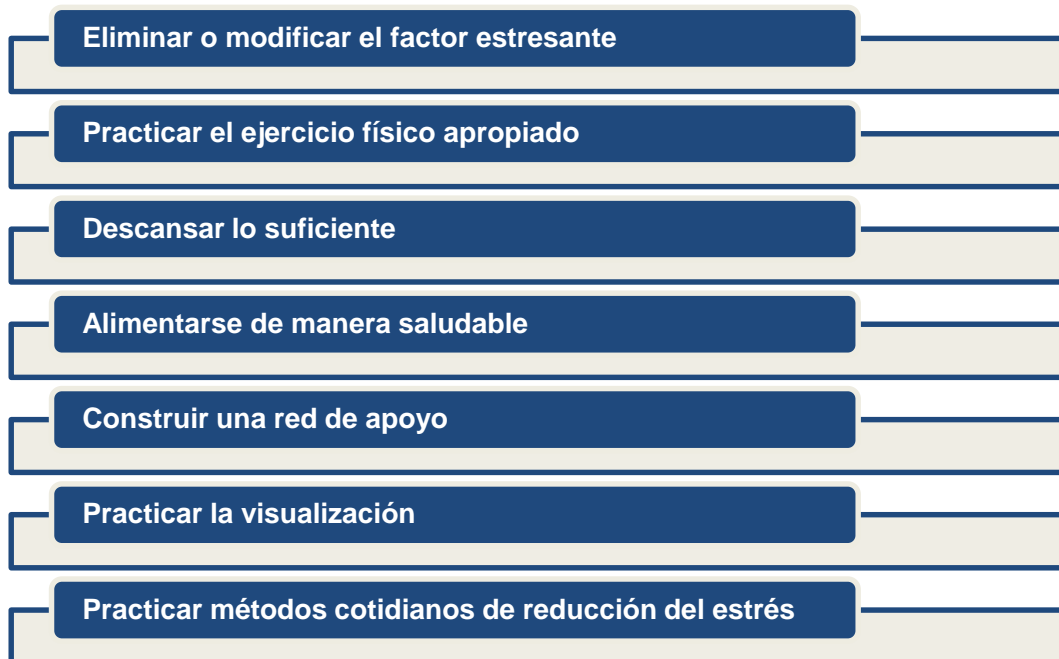 Eliminar o modificar el factor estresante
Practicar el ejercicio físico apropiado
Descansar lo suficiente
Alimentarse de manera saludable
Construir una red de apoyo
Practicar la visualización
Practicar métodos cotidianos de reducción del estrés